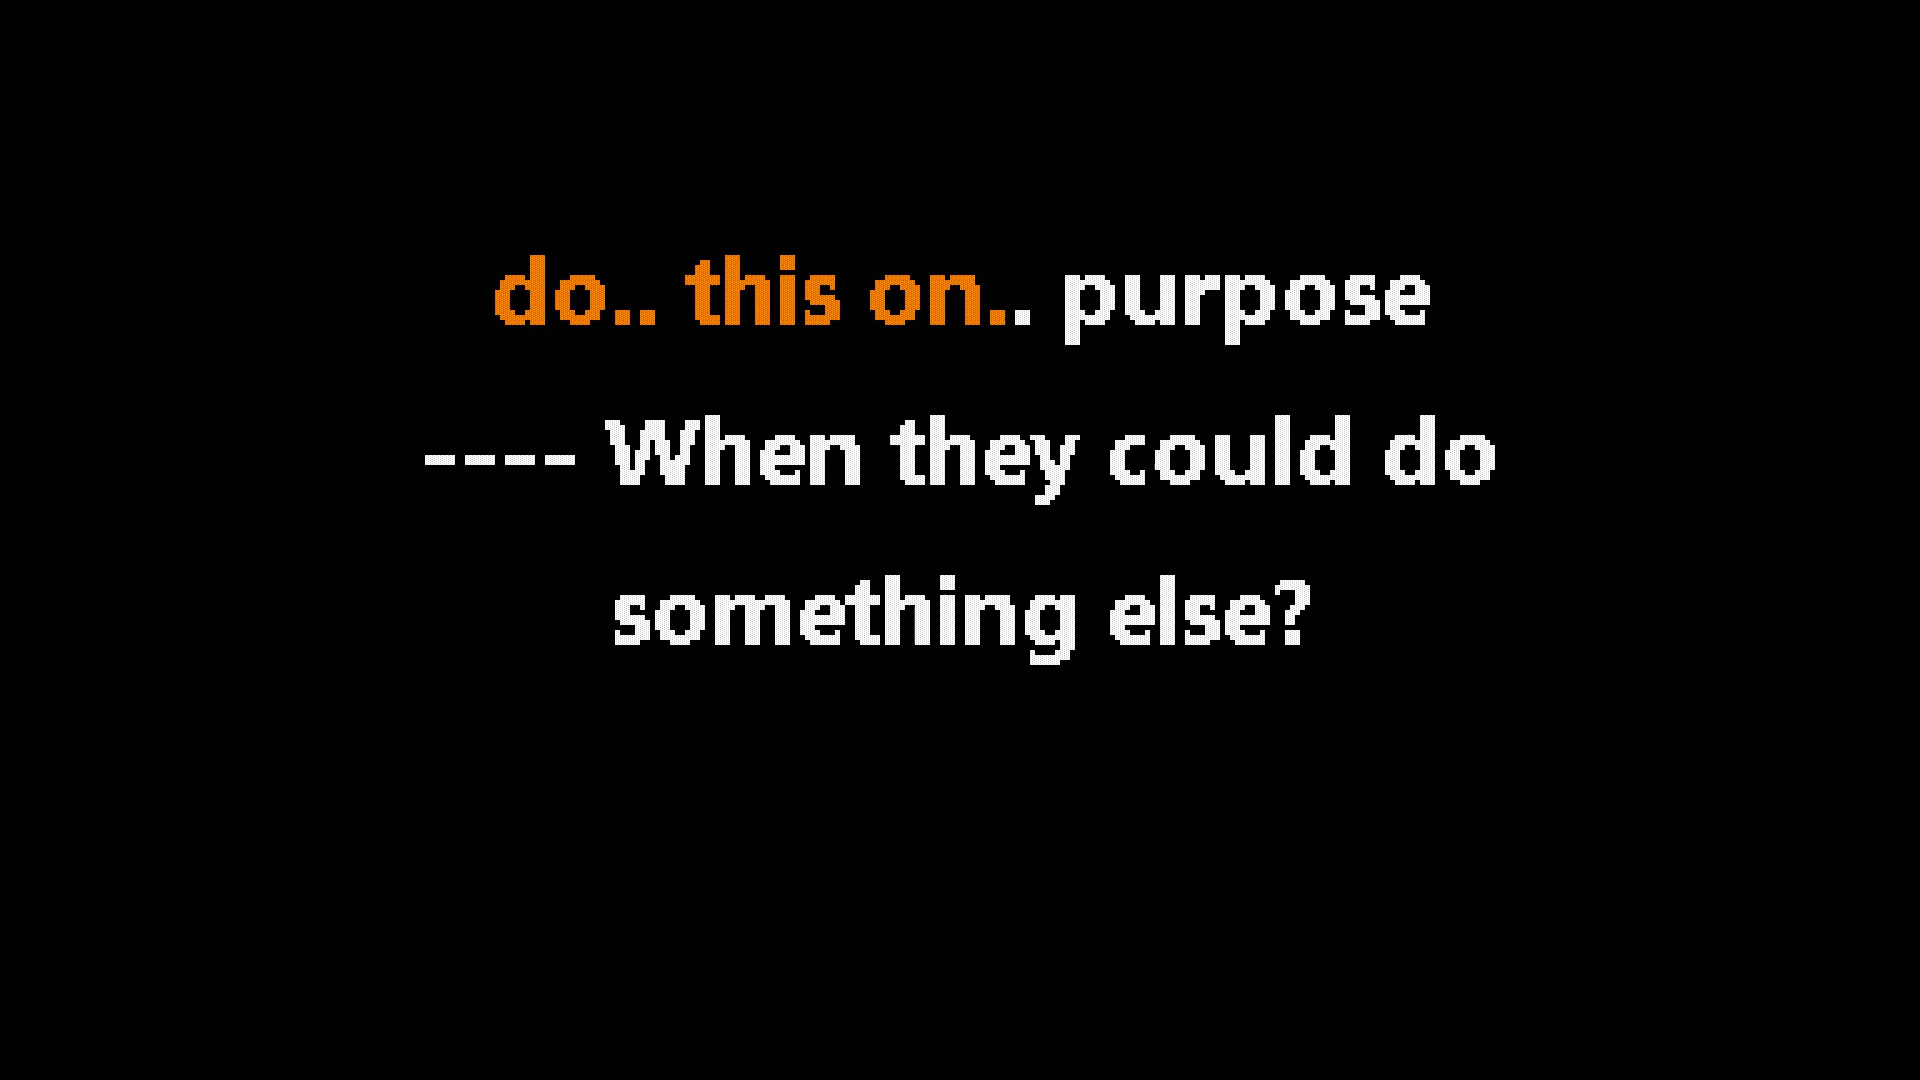 do.. this on.. purpose
---- When they could do
something else?